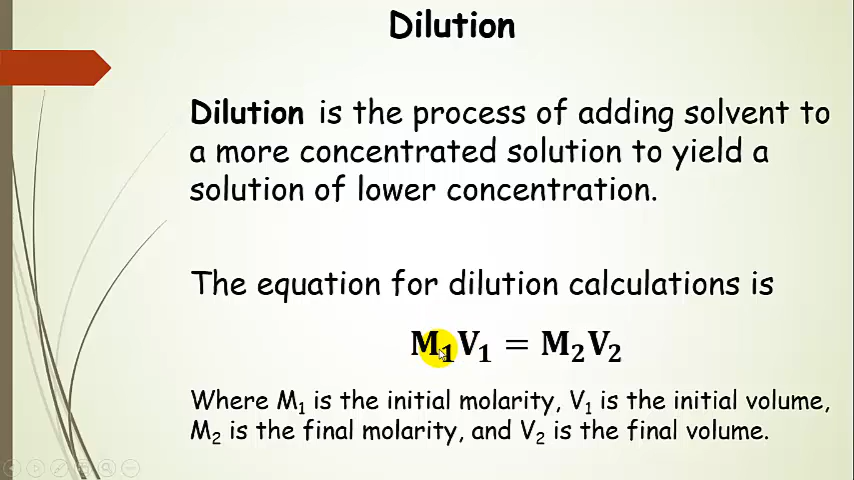 Dilution
Dilution is the process of adding solvent to
a more concentrated solution to yield a
solution of lower concentration.
The equation for dilution calculations is
M₁V₁ = M₂V₂
Where M₁ is the initial molarity, V₁ is the initial volume,
M₂ is the final molarity, and V₂ is the final volume.